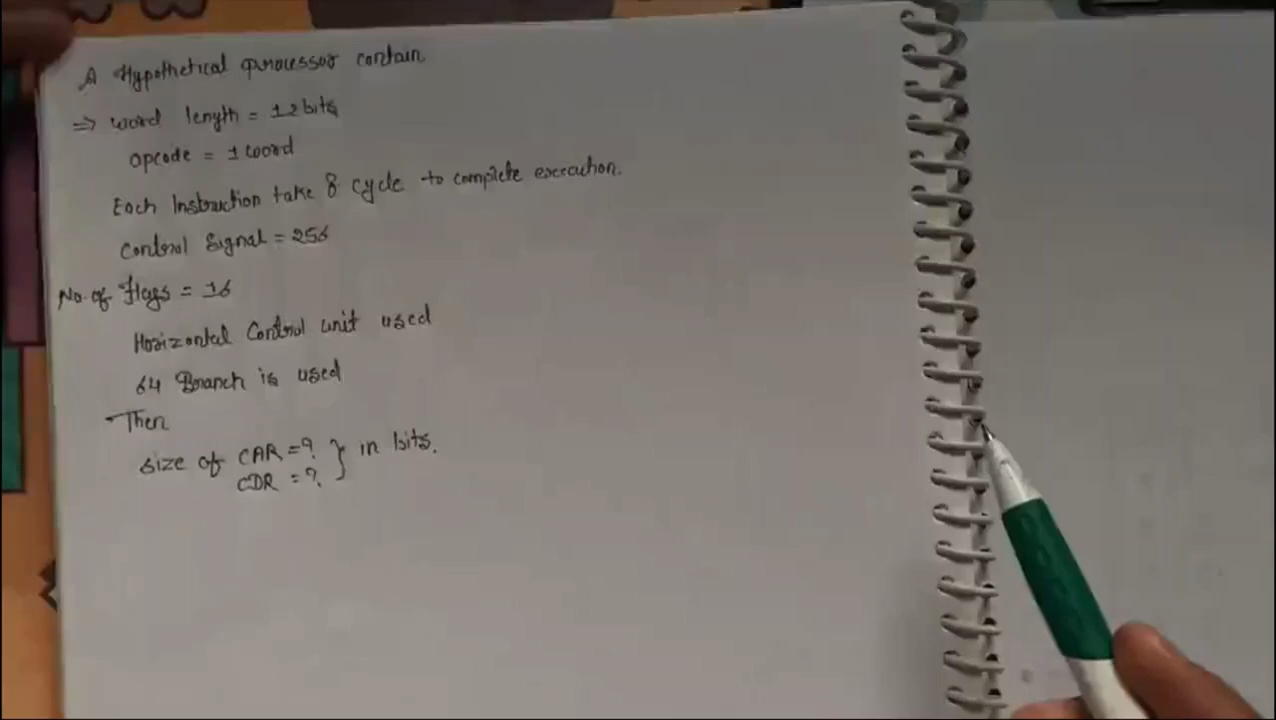 A Hypothetical processor contain
⇒ word length = 12 bits
opcode = 1 word
Each Instruction take 8 cycle to complete execution.
Control Signal = 256
No. of Flags = 16
Horizontal Control unit used
64 Branch is used
Then
size of CAR = ? } in bits.
CDR = ?